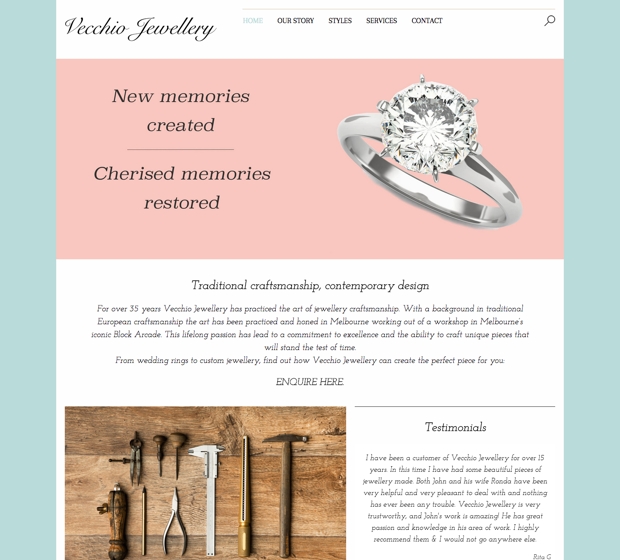 Vecchio Jewellery
HOME OUR STORY STYLES SERVICES CONTACT
New memories
created
Cherised memories
restored
Traditional craftsmanship, contemporary design
For over 35 years Vecchio Jewellery has practiced the art of jewellery craftsmanship. With a background in traditional
European craftsmanship the art has been practiced and honed in Melbourne working out of a workshop in Melbourne's
iconic Block Arcade. This lifelong passion has lead to a commitment to excellence and the ability to craft unique pieces that
will stand the test of time.
From wedding rings to custom jewellery, find out how Vecchio Jewellery can create the perfect piece for you:
ENQUIRE HERE.
Testimonials
I have been a customer of Vecchio Jewellery for over 15
years. In this time I have had some beautiful pieces of
jewellery made. Both John and his wife Ronda have been
very helpful and very pleasant to deal with and nothing
has ever been any trouble. Vecchio Jewellery is very
trustworthy, and John's work is amazing! He has great
passion and knowledge in his area of work. I highly
recommend them & I would not go anywhere else
Rita G